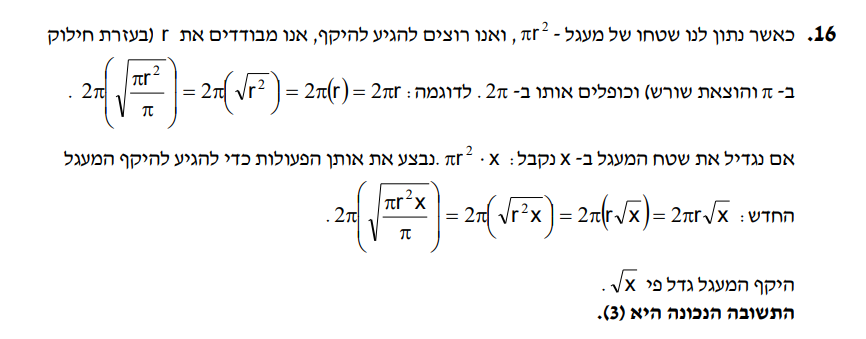 16. כאשר נתון לנו שטחו של מעגל - πr², ואנו רוצים להגיע להיקף, אנו מבודדים את r (בעזרת חילוק
ב- π והוצאת שורש) וכופלים אותו ב- 2π. לדוגמה: 2π(√(πr²/π)) = 2π(√r²) = 2π(r) = 2πr.
אם נגדיל את שטח המעגל ב- x נקבל: πr² · x. נבצע את אותן הפעולות כדי להגיע להיקף המעגל
החדש: 2π(√(πr²x/π)) = 2π(√r²x) = 2π(r√x) = 2πr√x.
היקף המעגל גדל פי √x.
התשובה הנכונה היא (3).